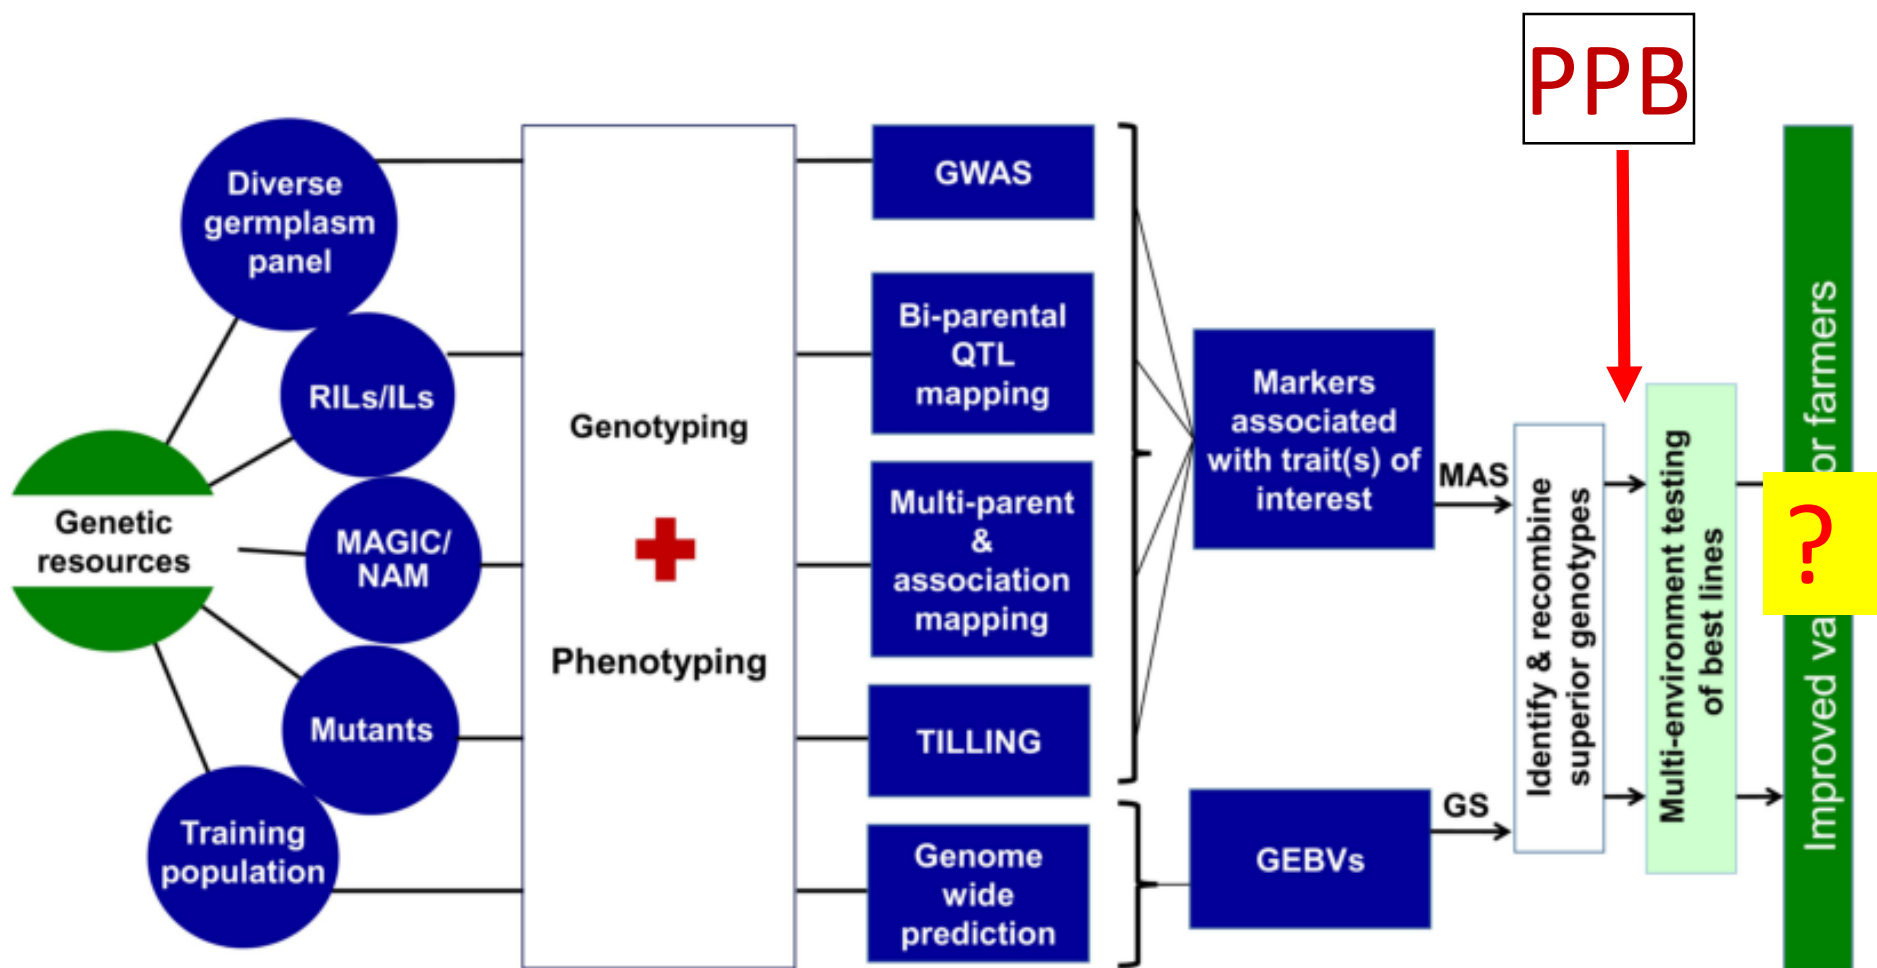 PPB
Diverse
germplasm
panel
RILs/ILs
Genetic
resources
MAGIC/
NAM
Mutants
Training
population
Genotyping
Phenotyping
GWAS
Bi-parental
QTL
mapping
Multi-parent
&
association
mapping
TILLING
Genome
wide
prediction
Markers
associated
with trait(s) of
interest
GEBVs
MAS
GS
Identify & recombine
superior genotypes
Multi-environment testing
of best lines
?
Improved
farmers